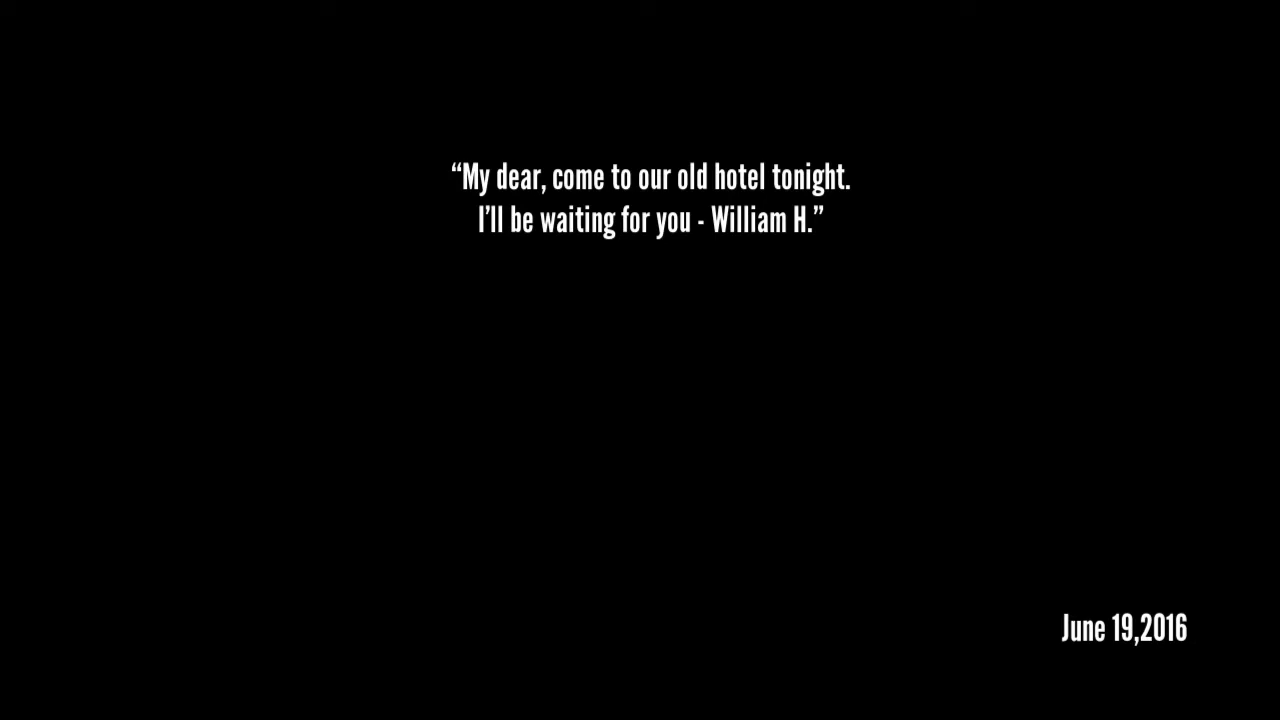 “My dear, come to our old hotel tonight.
I’ll be waiting for you - William H.”
June 19,2016